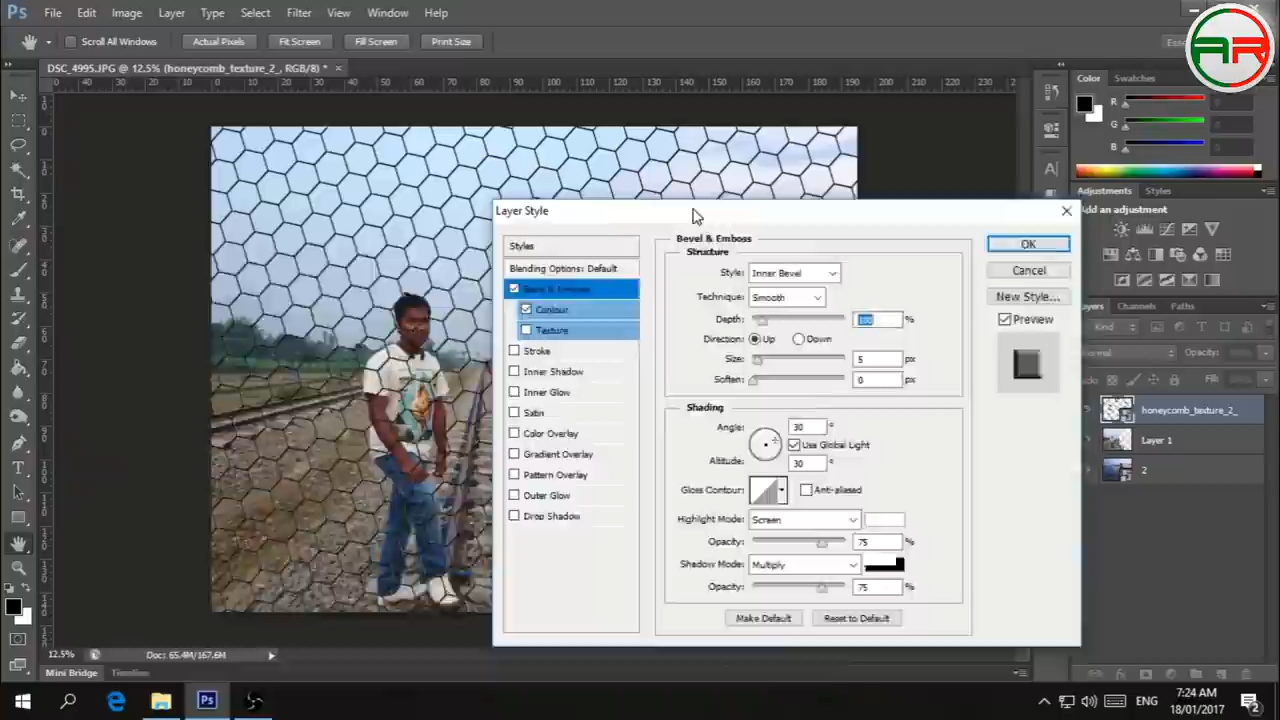 Ps File Edit Image Layer Type Select Filter View Window Help
AR
Scroll All Windows Actual Pixels Fit Screen Fill Screen Print Size
DSC_4995.JPG @ 12.5% (honeycomb_texture_2_, RGB/8) * ×
Color Swatches
R
G
B
Adjustments Styles
Add an adjustment
Channels Paths
Kind
Opacity:
Fill:
honeycomb_texture_2_
Layer 1
2
Layer Style
Styles
Blending Options: Default
Bevel & Emboss
Contour
Texture
Stroke
Inner Shadow
Inner Glow
Satin
Color Overlay
Gradient Overlay
Pattern Overlay
Outer Glow
Drop Shadow
Bevel & Emboss
Structure
Style: Inner Bevel
Technique: Smooth
Depth: 100 %
Direction: Up Down
Size: 5 px
Soften: 0 px
Shading
Angle: 30 °
Use Global Light
Altitude: 30 °
Gloss Contour: Anti-aliased
Highlight Mode: Screen
Opacity: 75 %
Shadow Mode: Multiply
Opacity: 75 %
Make Default Reset to Default
OK
Cancel
New Style...
Preview
12.5% Doc: 65.4M/167.6M
Mini Bridge Timeline
ENG
7:24 AM
18/01/2017
2